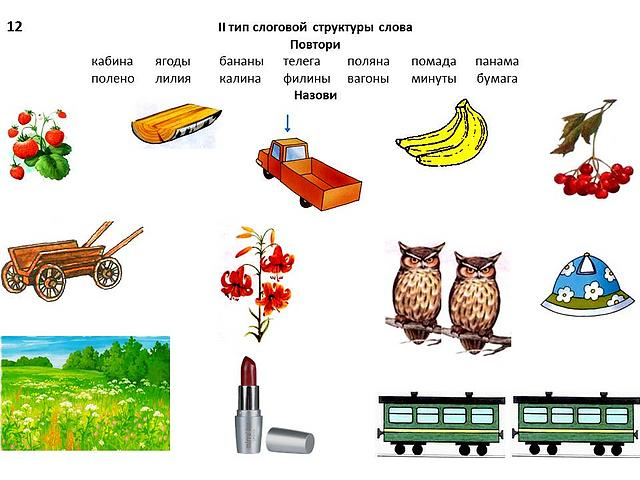 12
II тип слоговой структуры слова
Повтори
кабина ягоды бананы телега поляна помада панама
полено лилия калина филины вагоны минуты бумага
Назови